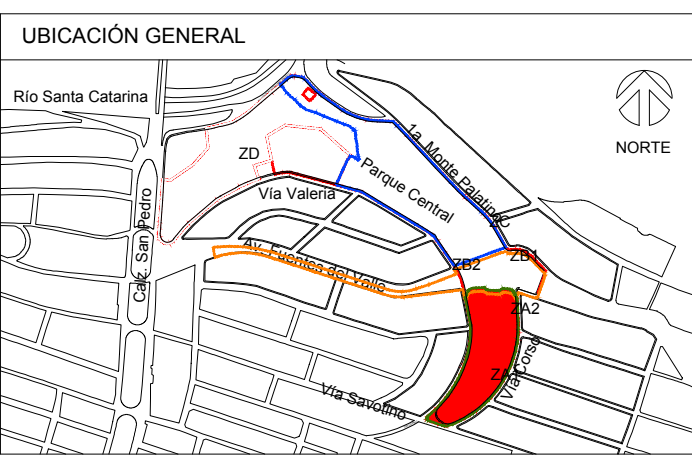 UBICACIÓN GENERAL
Río Santa Catarina
NORTE
1a. Monte Palatino
ZC
ZD
Parque Central
Vía Valeria
Calz. San Pedro
Av. Fuentes del Valle
ZB1
ZB2
ZA2
Vía Corso
Vía Savotino